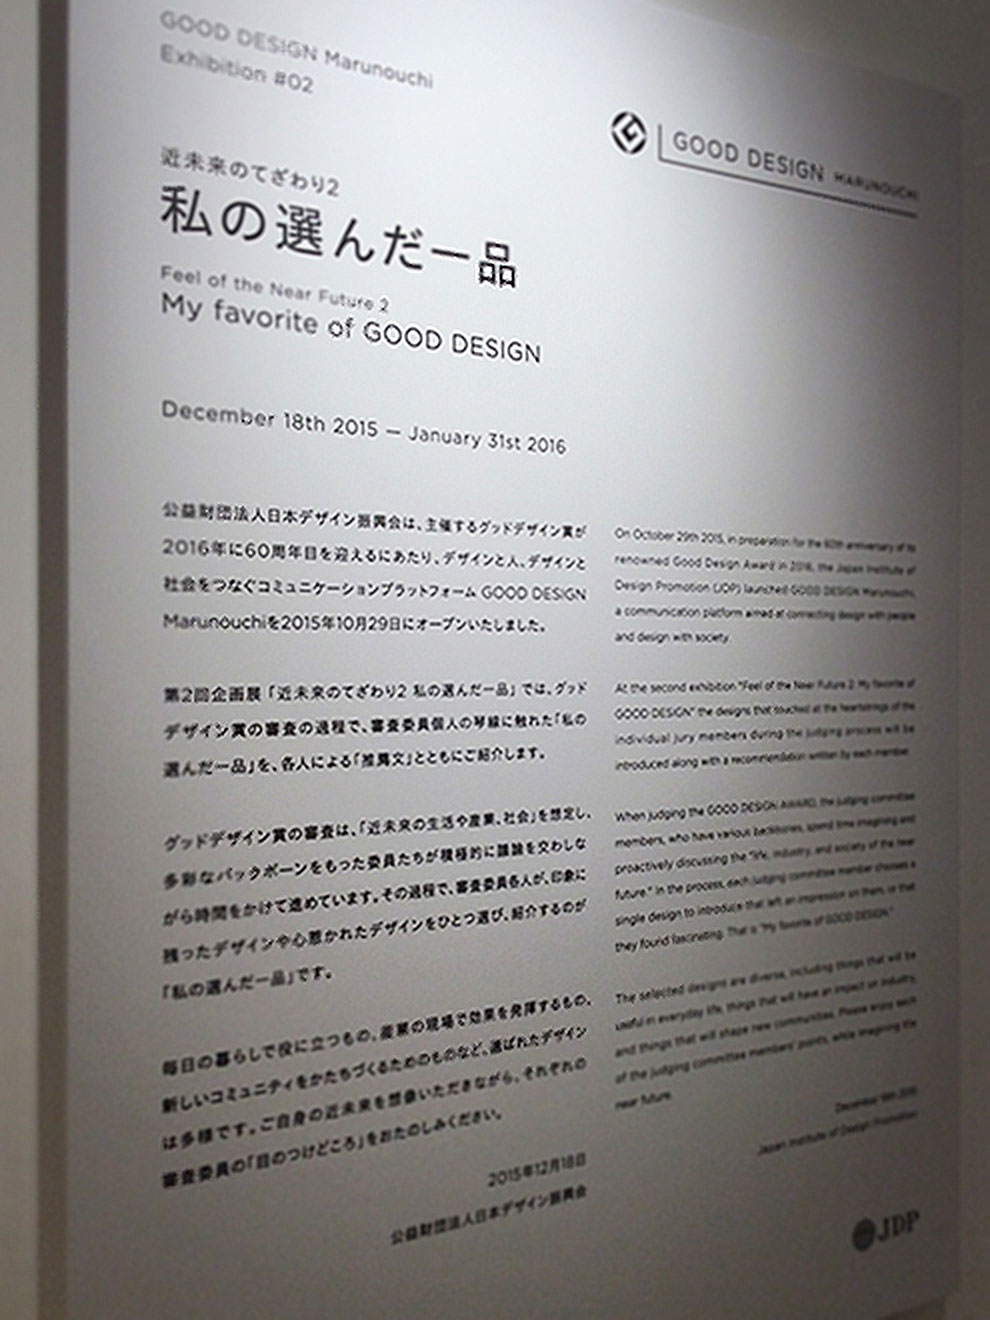 GOOD DESIGN Marunouchi
Exhibition #02
GOOD DESIGN MARUNOUCHI
近未来のてざわり2
私の選んだ一品
Feel of the Near Future 2
My favorite of GOOD DESIGN
December 18th 2015 — January 31st 2016
公益財団法人日本デザイン振興会は、主催するグッドデザイン賞が
2016年に60周年目を迎えるにあたり、デザインと人、デザインと
社会をつなぐコミュニケーションプラットフォーム GOOD DESIGN
Marunouchiを2015年10月29日にオープンいたしました。
第2回企画展「近未来のてざわり2 私の選んだ一品」では、グッド
デザイン賞の審査の過程で、審査委員個人の琴線に触れた「私の
選んだ一品」を、各人による「推薦文」とともにご紹介します。
グッドデザイン賞の審査は、「近未来の生活や産業、社会」を想定し、
多彩なバックボーンをもった委員たちが積極的に議論を交わしな
がら時間をかけて進めています。その過程で、審査委員各人が、印象に
残ったデザインや心惹かれたデザインをひとつ選び、紹介するのが
「私の選んだ一品」です。
毎日の暮らしで役に立つもの、産業の現場で効果を発揮するもの、
新しいコミュニティをかたちづくるためのものなど、選ばれたデザイン
は多様です。ご自身の近未来を想像いただきながら、それぞれの
審査委員の「目のつけどころ」をおたのしみください。
2015年12月18日
公益財団法人日本デザイン振興会
On October 29th 2015, in preparation for the 60th anniversary of its
renowned Good Design Award in 2016, the Japan Institute of
Design Promotion (JDP) launched GOOD DESIGN Marunouchi,
a communication platform aimed at connecting design with people
and design with society.
At the second exhibition "Feel of the Near Future 2: My favorite of
GOOD DESIGN" the designs that touched at the heartstrings of the
individual jury members during the judging process will be
introduced along with a recommendation written by each member.
When judging the GOOD DESIGN AWARD, the judging committee
members, who have various backbones, spend time imagining and
proactively discussing the "life, industry, and society of the near
future." In the process, each judging committee member chooses a
single design to introduce that left an impression on them, or that
they found fascinating. That is "My favorite of GOOD DESIGN."
The selected designs are diverse, including things that will be
useful in everyday life, things that will have an impact on industry,
and things that will shape new communities. Please enjoy each
of the judging committee members' points, while imagining the
near future.
December 18th 2015
Japan Institute of Design Promotion
JDP